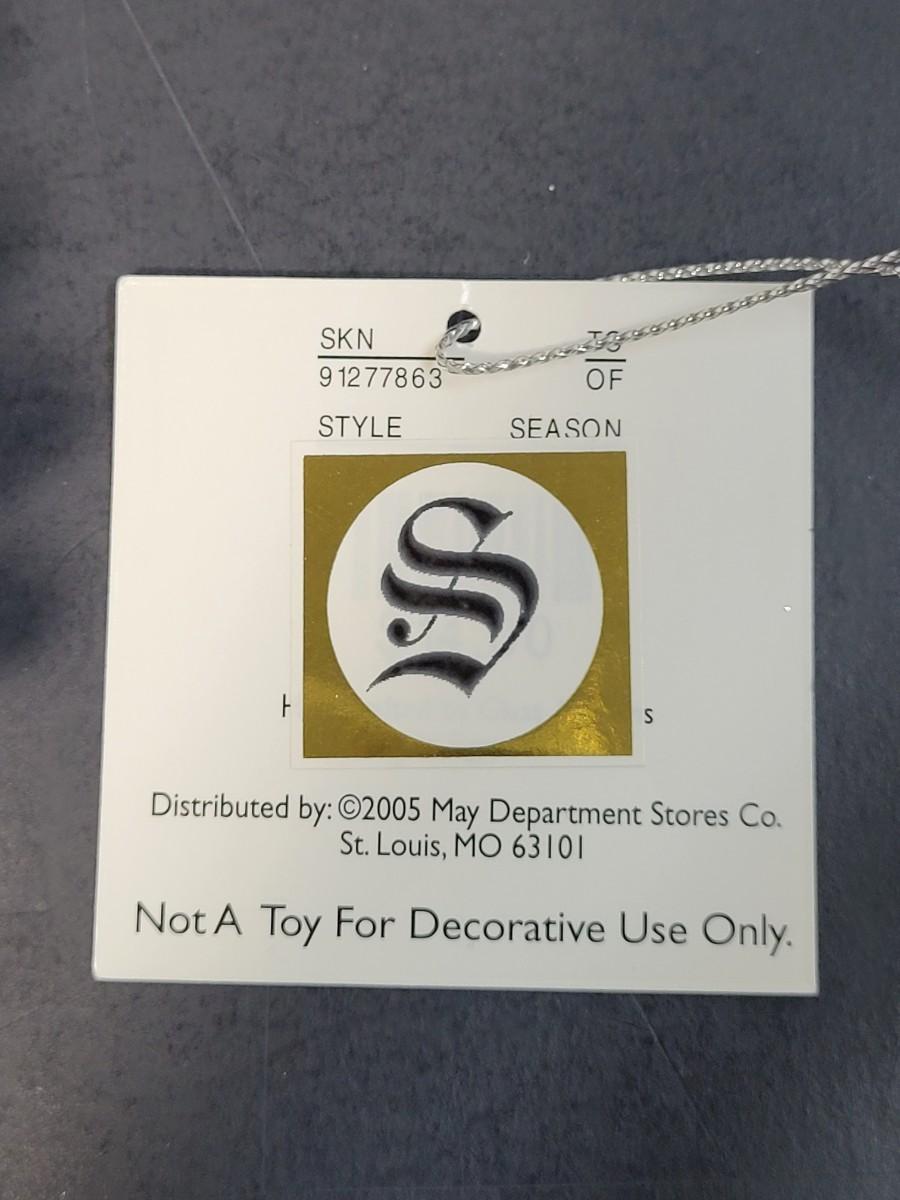 SKN TS
91277863 OF
STYLE SEASON
S
Distributed by: ©2005 May Department Stores Co.
St. Louis, MO 63101
Not A Toy For Decorative Use Only.